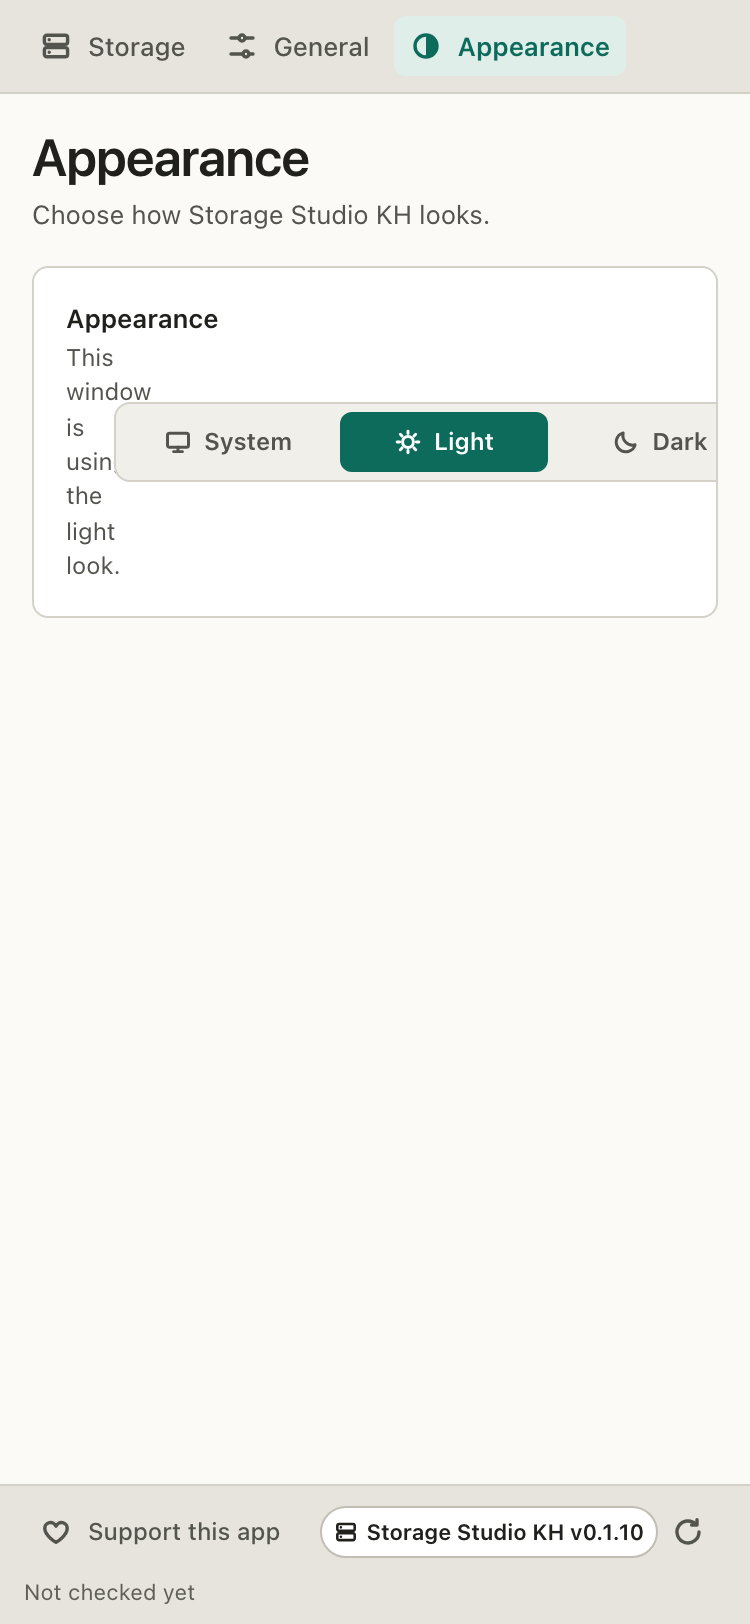 Storage
General
Appearance
Appearance
Choose how Storage Studio KH looks.
Appearance
This
window
is
the
light
look.
System
Light
Dark
Support this app
Storage Studio KH v0.1.10
Not checked yet